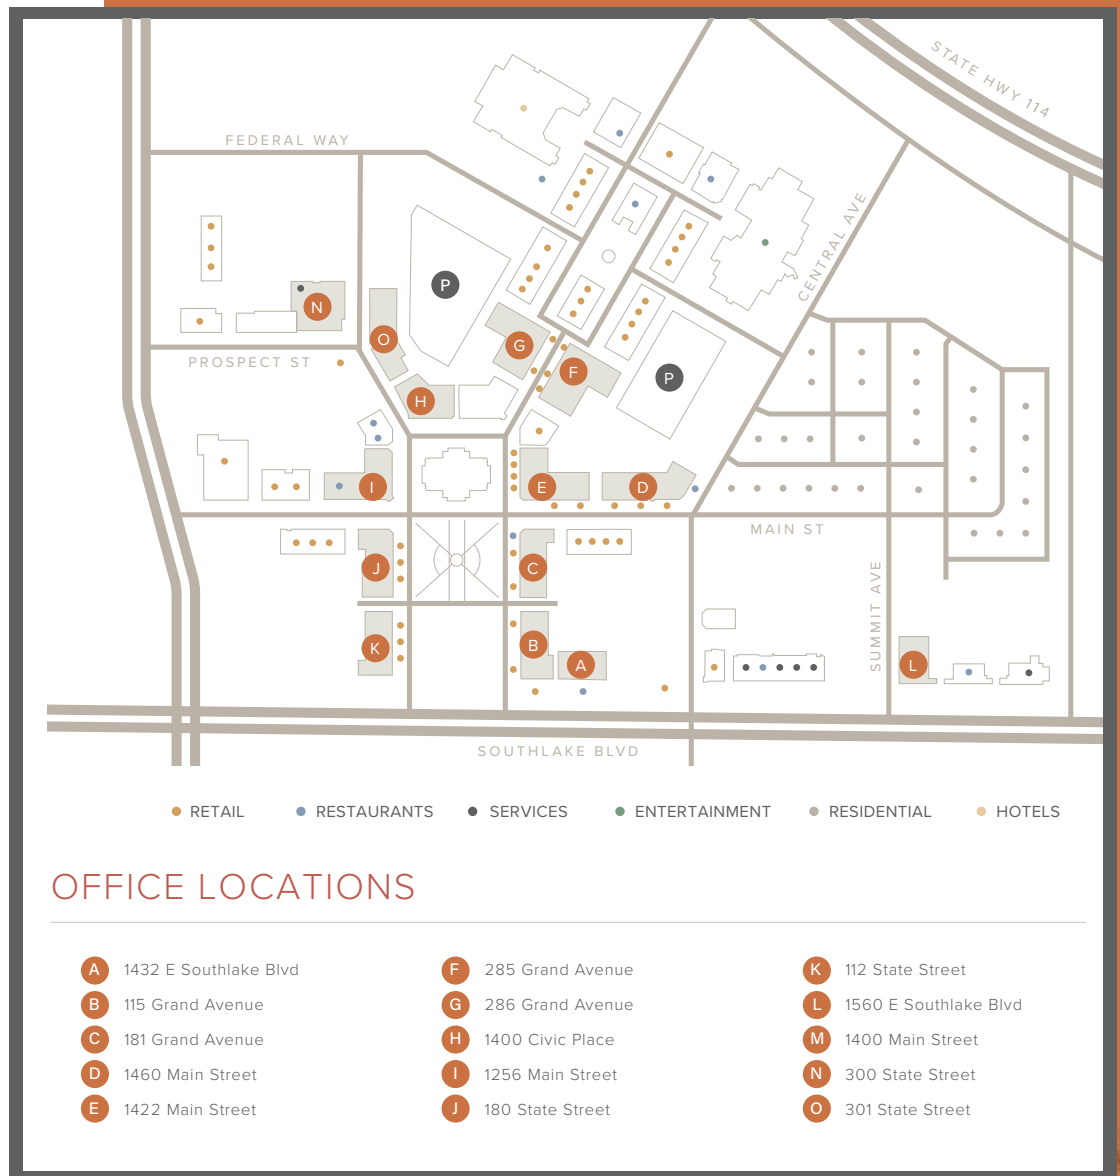 STATE HWY 114
FEDERAL WAY
CENTRAL AVE
P
N
O
G
F
P
PROSPECT ST
H
I
E
D
MAIN ST
J
C
SUMMIT AVE
K
B
A
L
SOUTHLAKE BLVD
RETAIL RESTAURANTS SERVICES ENTERTAINMENT RESIDENTIAL HOTELS
OFFICE LOCATIONS
A 1432 E Southlake Blvd
B 115 Grand Avenue
C 181 Grand Avenue
D 1460 Main Street
E 1422 Main Street
F 285 Grand Avenue
G 286 Grand Avenue
H 1400 Civic Place
I 1256 Main Street
J 180 State Street
K 112 State Street
L 1560 E Southlake Blvd
M 1400 Main Street
N 300 State Street
O 301 State Street